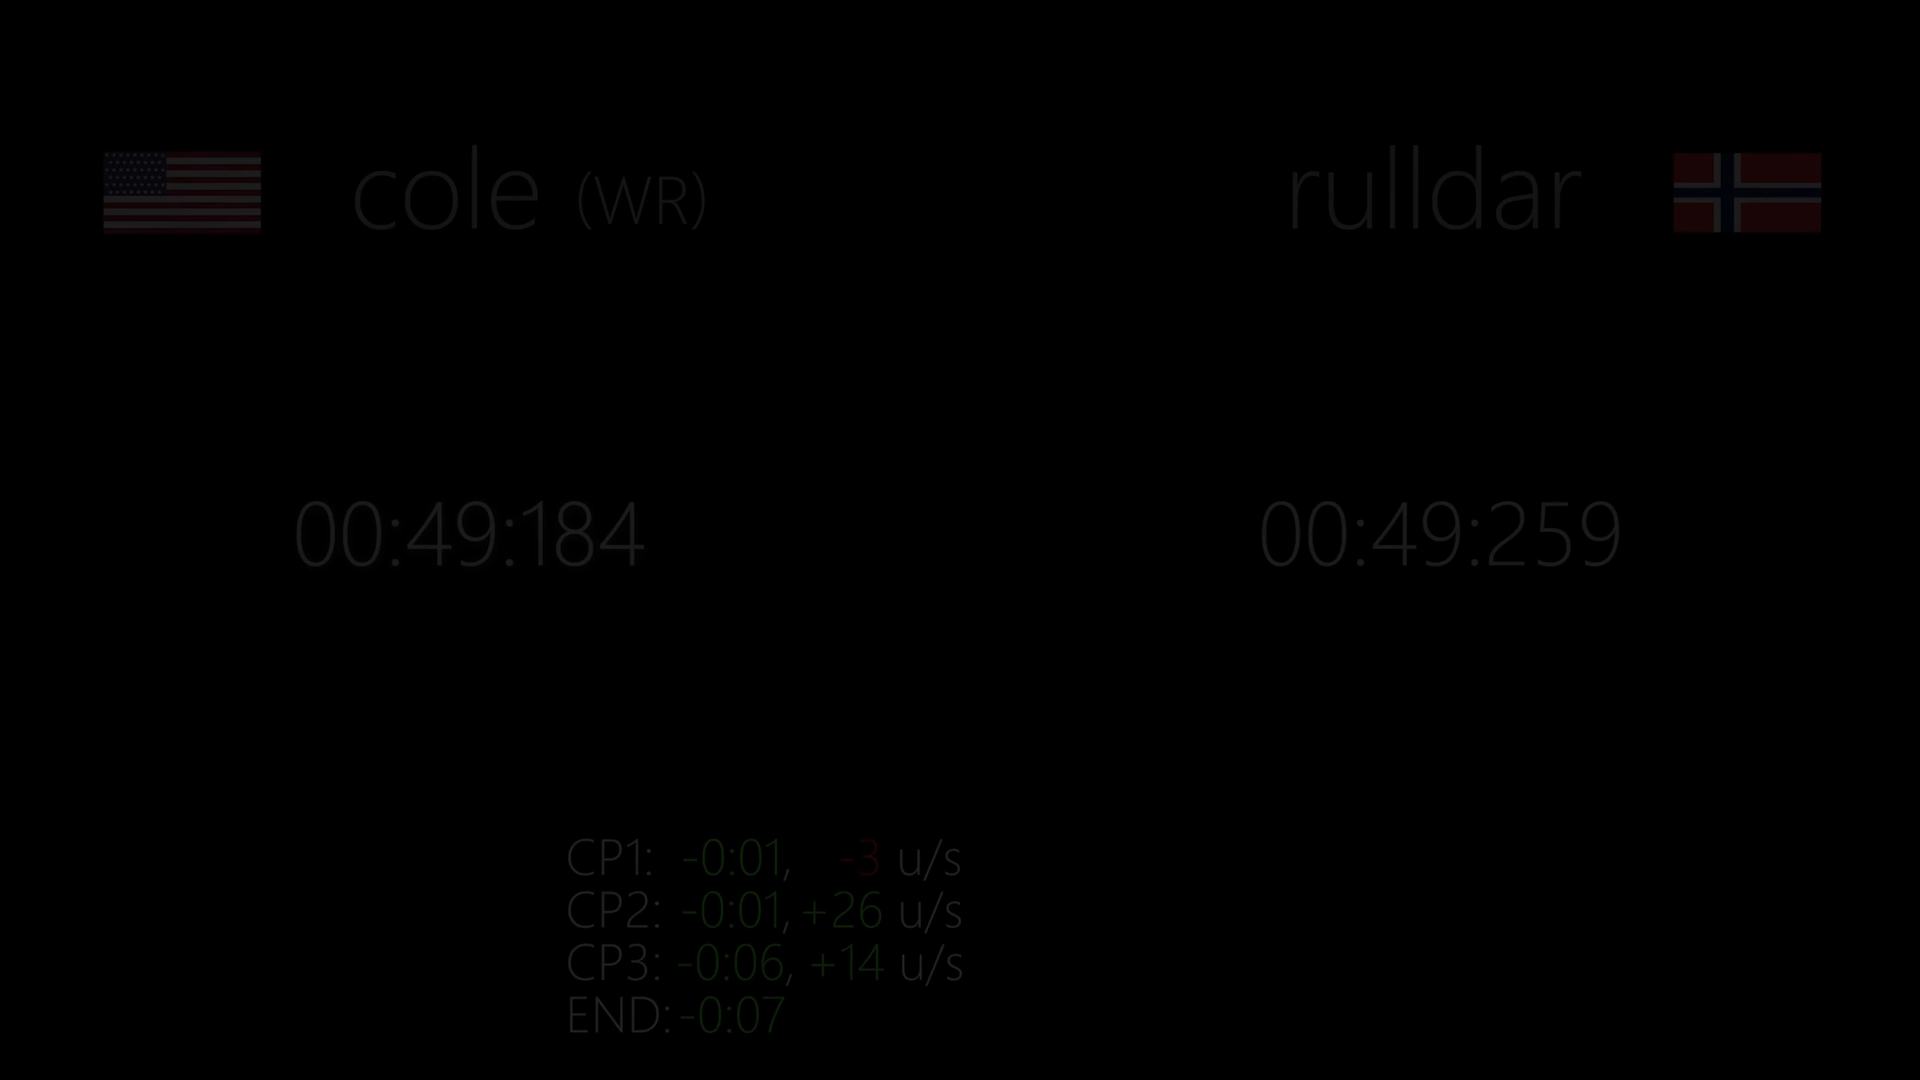 cole (WR)
rulldar
00:49:184
00:49:259
CP1: -0:01, -3 u/s
CP2: -0:01, +26 u/s
CP3: -0:06, +14 u/s
END: -0:07